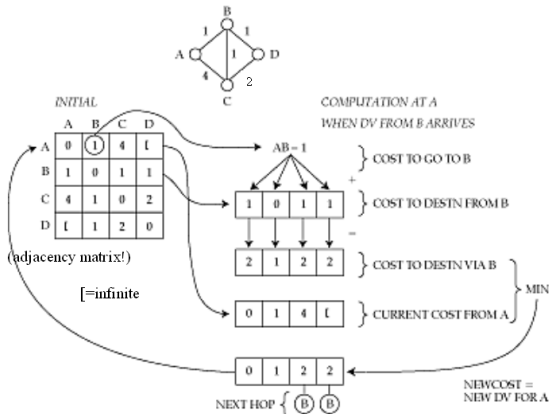 B
1 1
A 1 D
4 2
C
INITIAL
A B C D
A 0 1 4 [
B 1 0 1 1
C 4 1 0 2
D [ 1 2 0
(adjacency matrix!)
[=infinite
COMPUTATION AT A
WHEN DV FROM B ARRIVES
AB = 1
COST TO GO TO B
+
1 0 1 1
COST TO DESTN FROM B
=
2 1 2 2
COST TO DESTN VIA B
MIN
0 1 4 [
CURRENT COST FROM A
0 1 2 2
NEWCOST =
NEW DV FOR A
NEXT HOP { B B